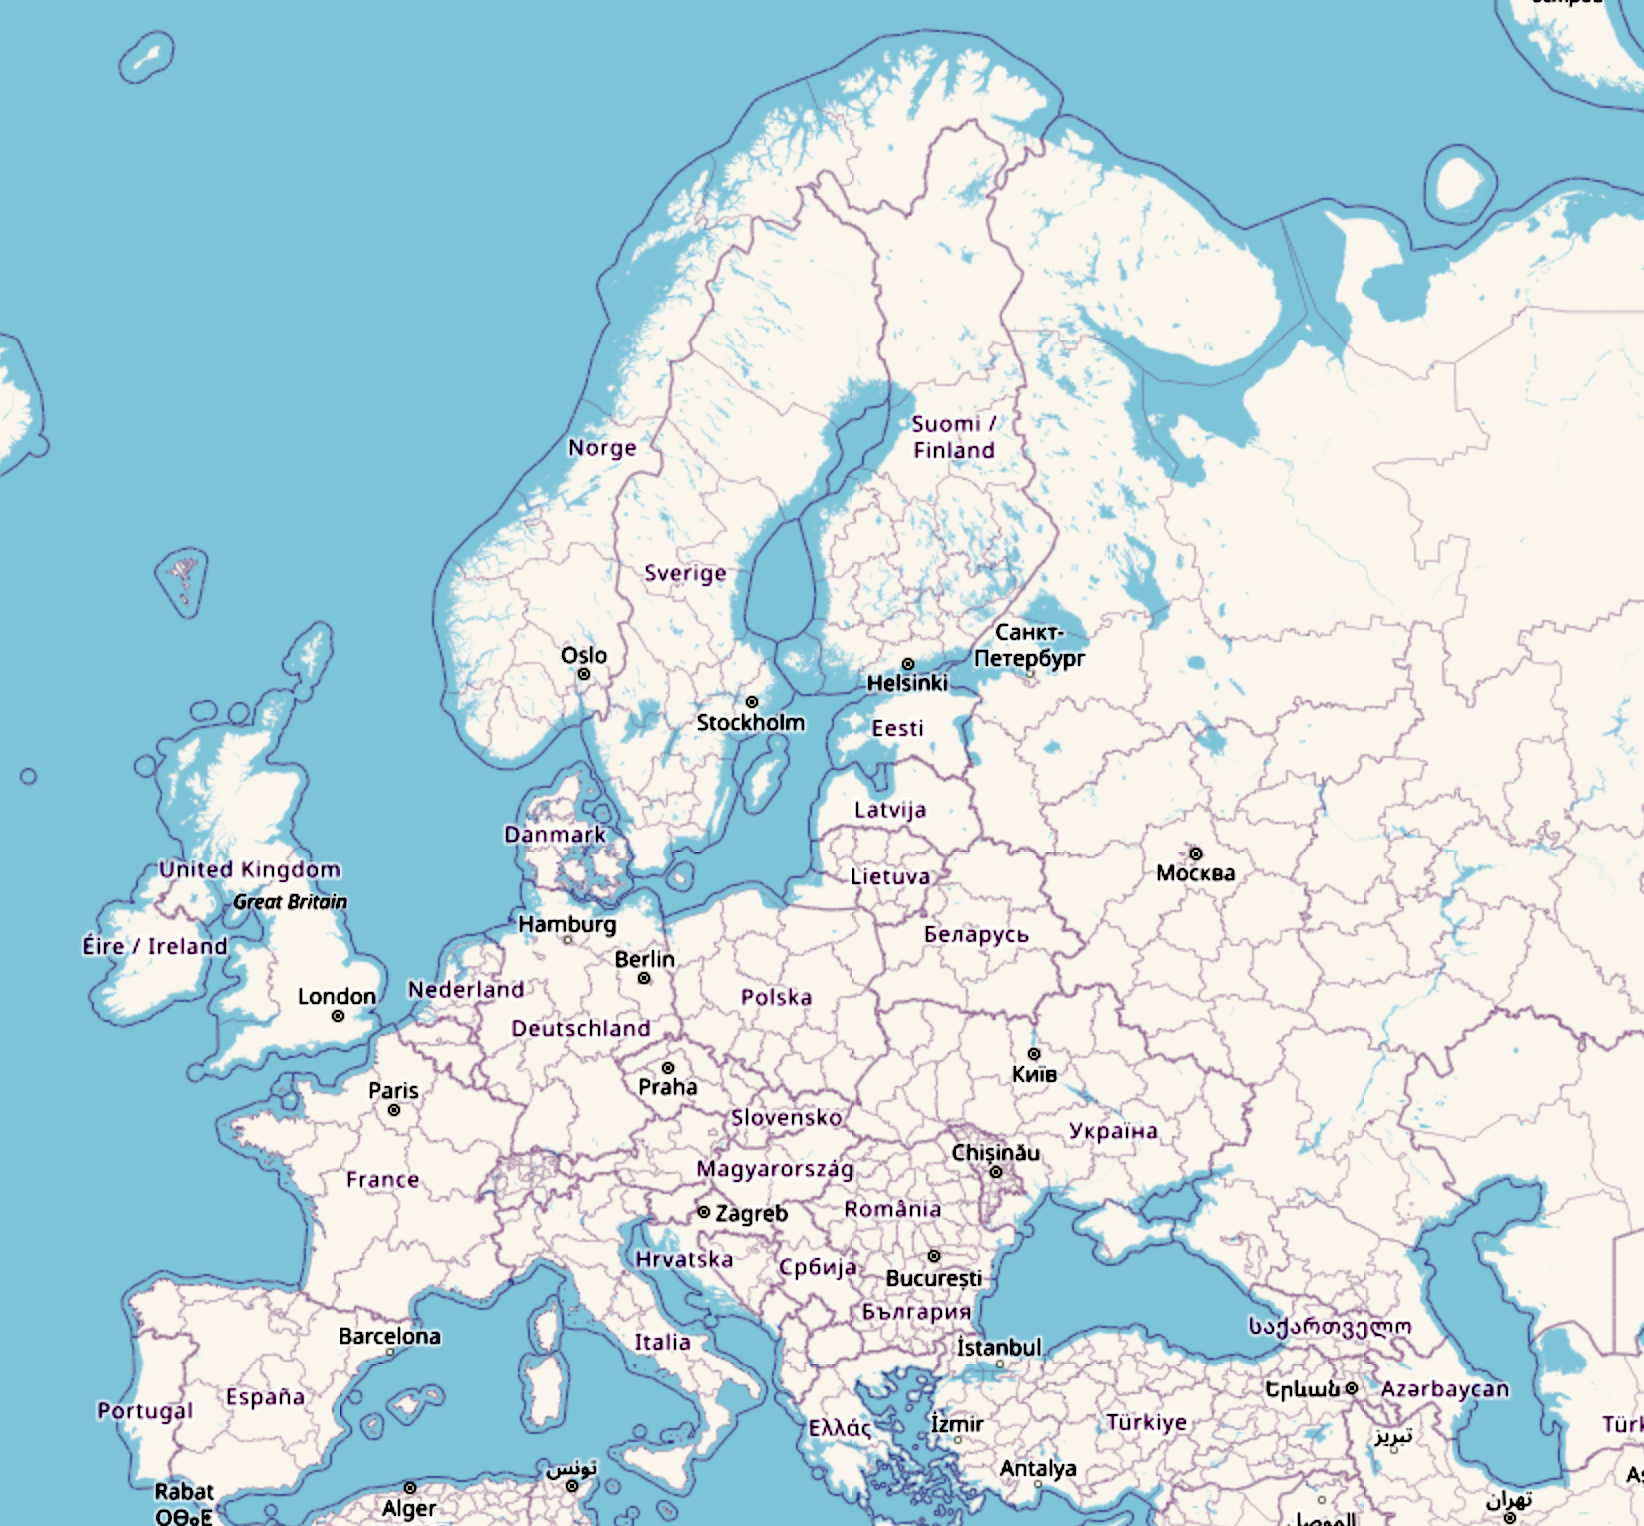 Norge
Suomi /
Finland
Sverige
Санкт-
Петербург
Oslo
Helsinki
Stockholm
Eesti
Latvija
Danmark
United Kingdom
Great Britain
Lietuva
Москва
Hamburg
Беларусь
Éire / Ireland
Berlin
Nederland
London
Polska
Deutschland
Київ
Praha
Paris
Slovensko
Україна
Chișinău
Magyarország
France
România
Zagreb
Hrvatska
Србија
București
България
საქართველო
Barcelona
Italia
İstanbul
Երևան
Azərbaycan
España
Portugal
Ελλάς
İzmir
Türkiye
تبريز
Antalya
تونس
Rabat
ⵔⴱⴰⵟ
Alger
تهران
الموصل